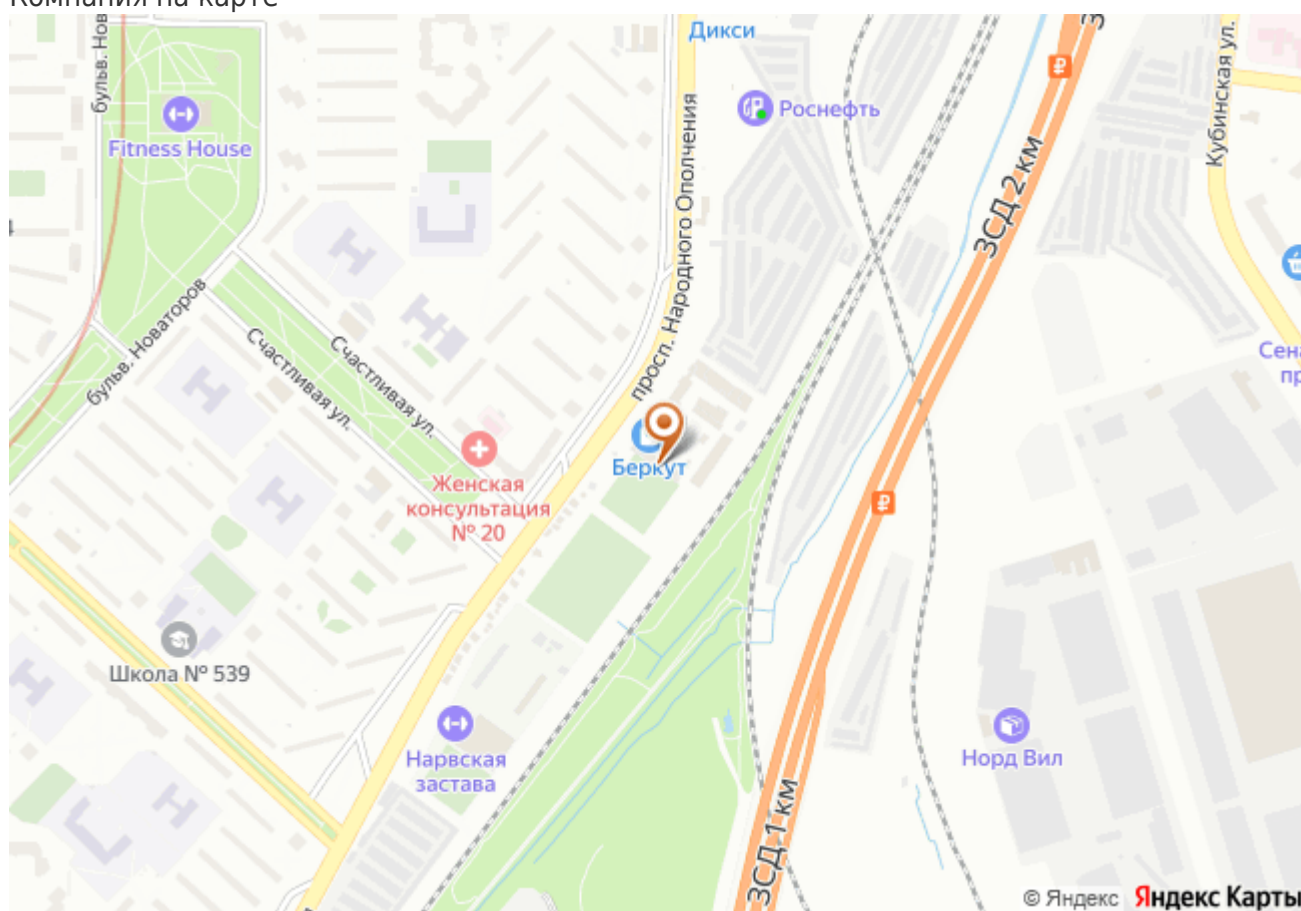 Компания на карте
Дикси
Роснефть
Fitness House
бульв. Нов
Кубинская ул.
просп. Народного Ополчения
ЗСД 2 км
бульв. Новаторов
Счастливая ул.
Счастливая ул.
Сена
пр
Беркут
Женская
консультация
№ 20
Школа № 539
Нарвская
застава
Норд Вил
ЗСД 1 км
© Яндекс Яндекс Карты